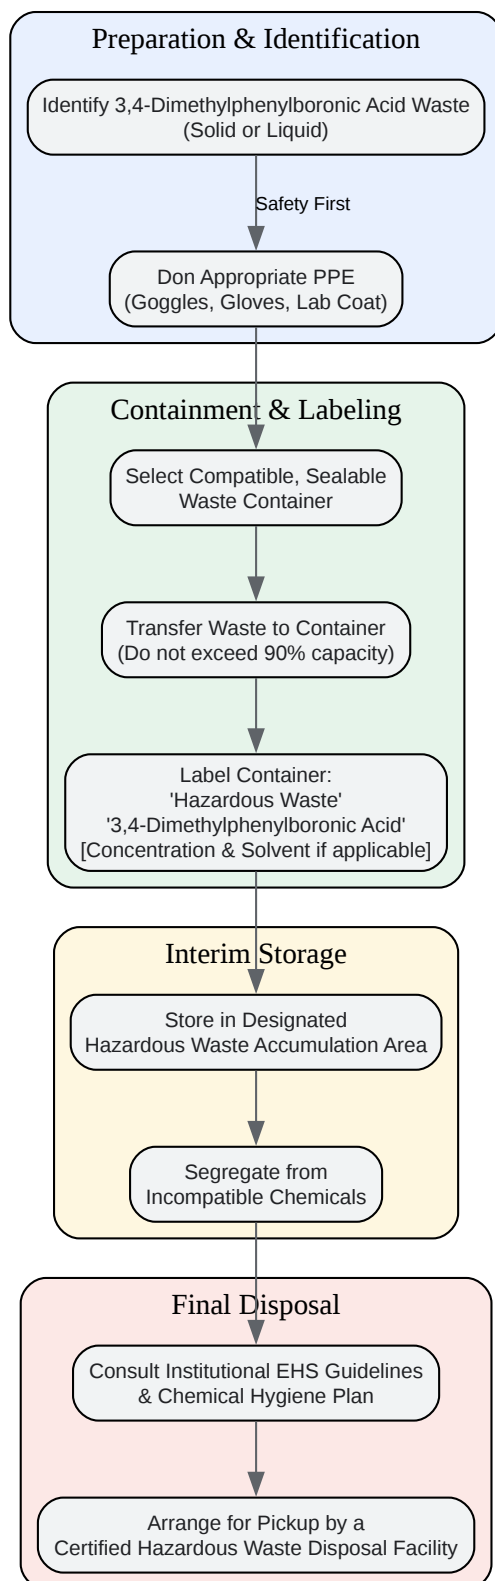 Preparation & Identification
Identify 3,4-Dimethylphenylboronic Acid Waste
(Solid or Liquid)
Safety First
Don Appropriate PPE
(Goggles, Gloves, Lab Coat)
Containment & Labeling
Select Compatible, Sealable
Waste Container
Transfer Waste to Container
(Do not exceed 90% capacity)
Label Container:
'Hazardous Waste'
'3,4-Dimethylphenylboronic Acid'
[Concentration & Solvent if applicable]
Interim Storage
Store in Designated
Hazardous Waste Accumulation Area
Segregate from
Incompatible Chemicals
Final Disposal
Consult Institutional EHS Guidelines
& Chemical Hygiene Plan
Arrange for Pickup by a
Certified Hazardous Waste Disposal Facility